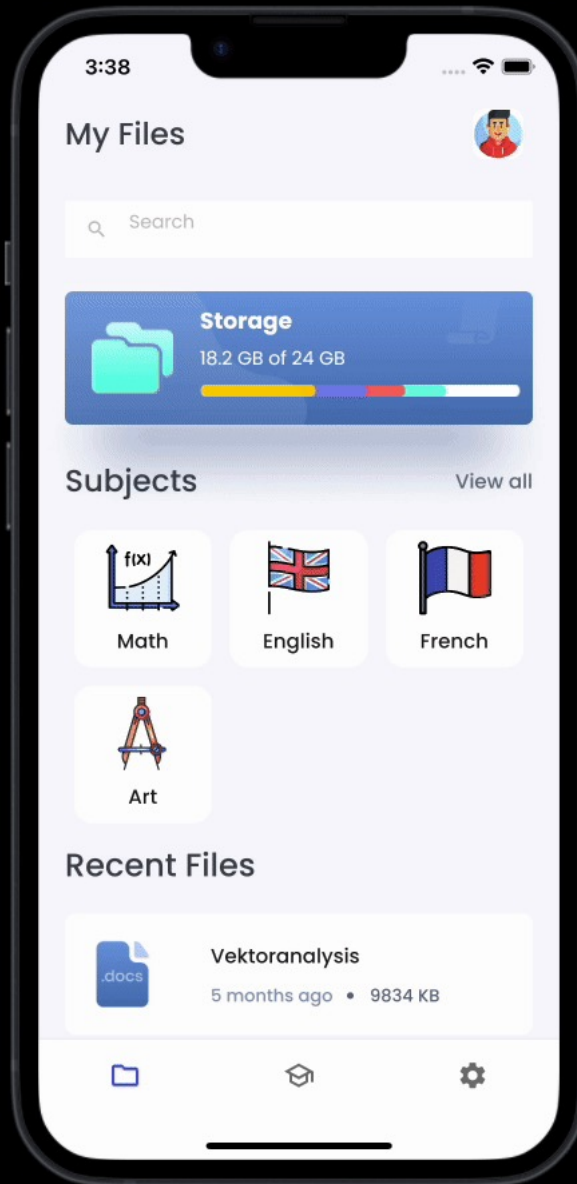 3:38
My Files
Search
Storage
18.2 GB of 24 GB
Subjects
View all
f(x)
Math
English
French
Art
Recent Files
.docs
Vektoranalysis
5 months ago • 9834 KB